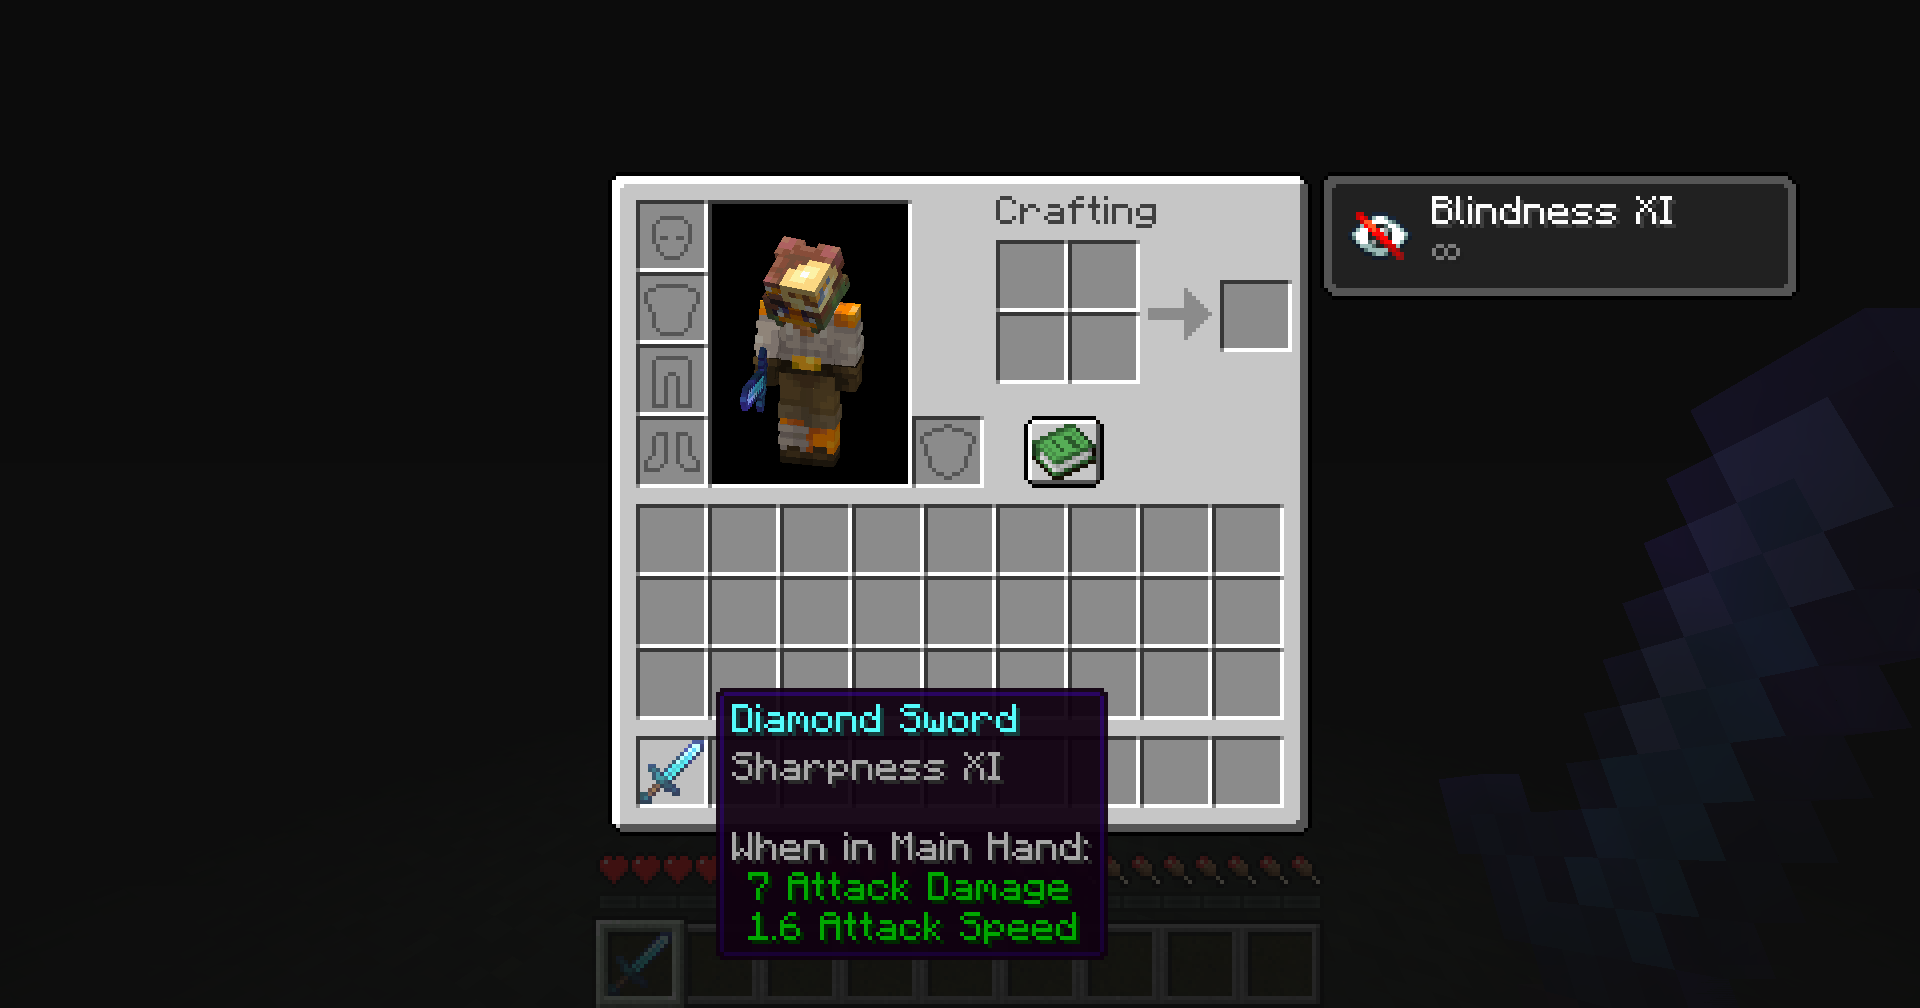 Crafting
Blindness XI
∞
Diamond Sword
Sharpness XI
When in Main Hand:
7 Attack Damage
1.6 Attack Speed